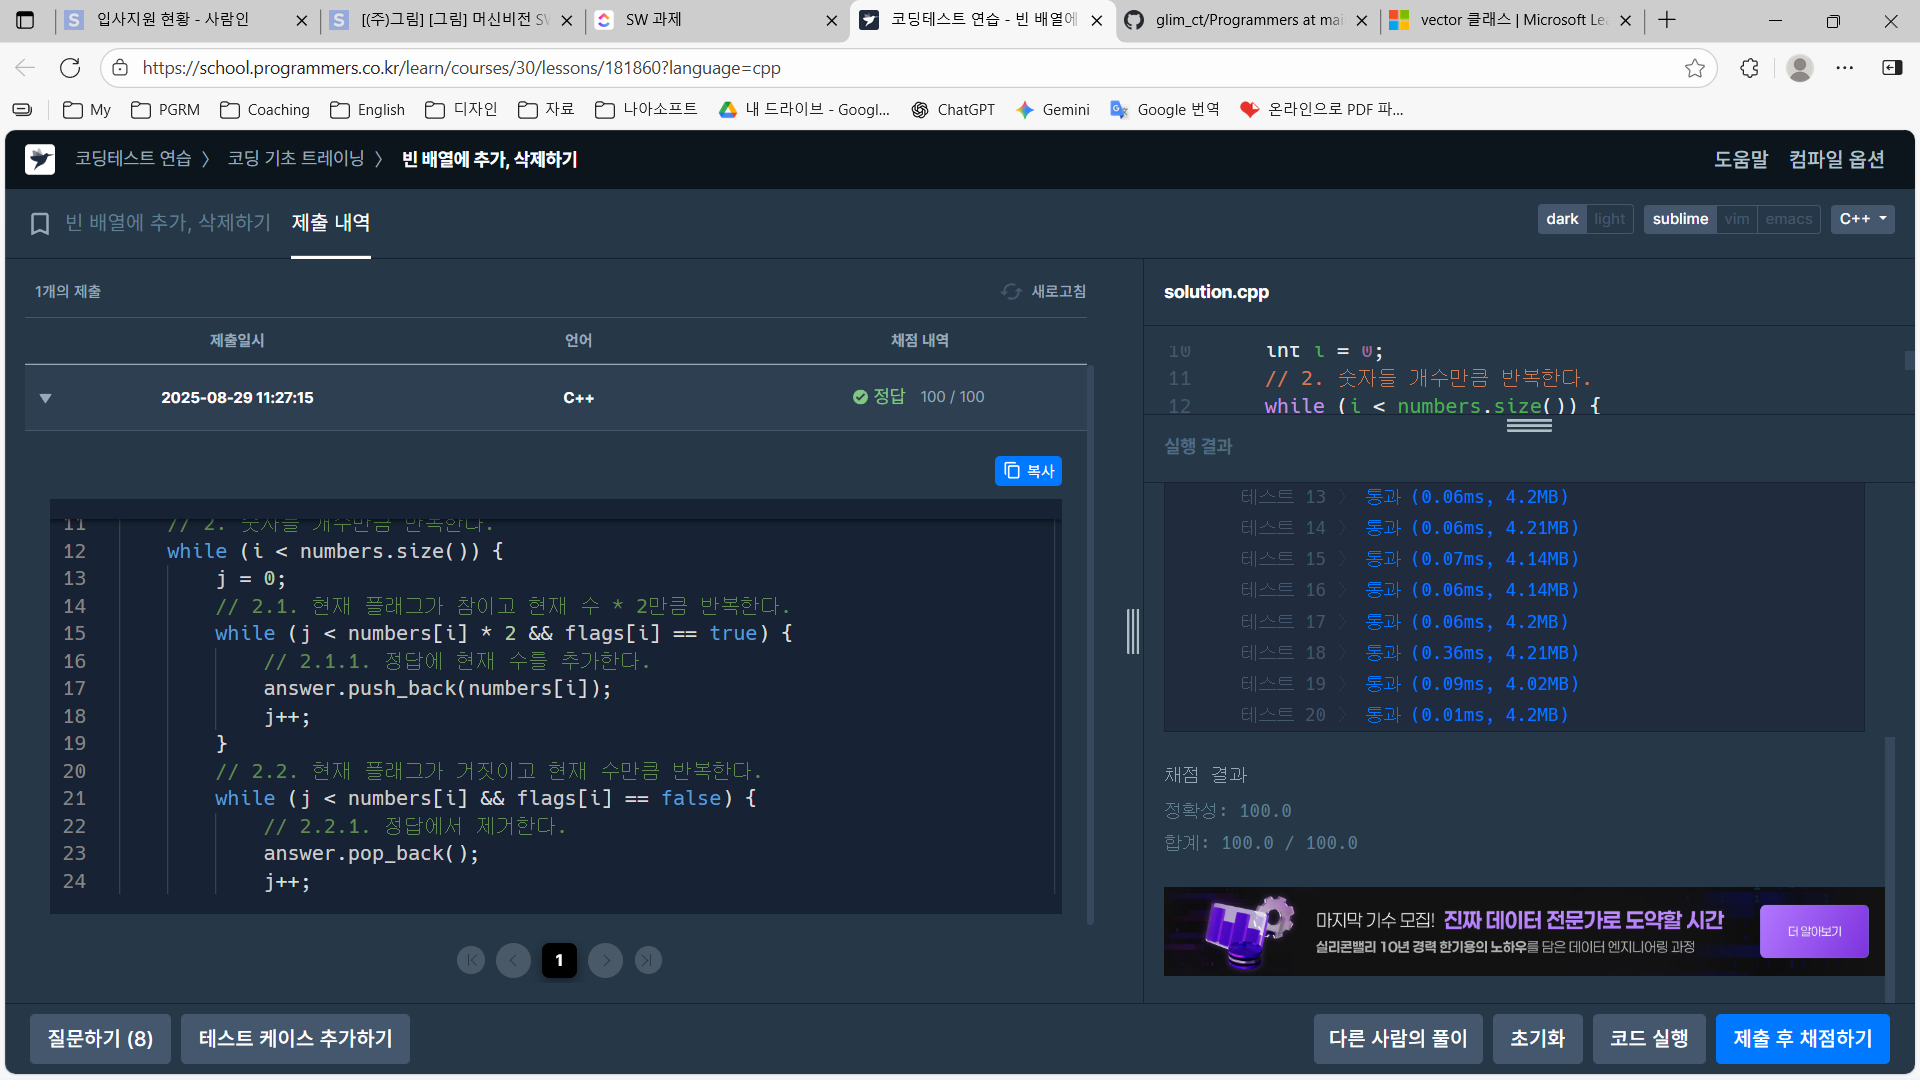 입사지원 현황 - 사람인
[(주)그림] [그림] 머신비전 SW
SW 과제
코딩테스트 연습 - 빈 배열에
glim_ct/Programmers at mai
vector 클래스 | Microsoft Le
https://school.programmers.co.kr/learn/courses/30/lessons/181860?language=cpp
My
PGRM
Coaching
English
디자인
자료
나아소프트
내 드라이브 - Googl...
ChatGPT
Gemini
Google 번역
온라인으로 PDF 파...
코딩테스트 연습 〉 코딩 기초 트레이닝 〉 빈 배열에 추가, 삭제하기
도움말 컴파일 옵션
빈 배열에 추가, 삭제하기 제출 내역
dark light sublime vim emacs C++
1개의 제출
새로고침
제출일시 언어 채점 내역
2025-08-29 11:27:15 C++ 정답 100 / 100
복사
11 // 2. 숫자들 개수만큼 반복한다.
12 while (i < numbers.size()) {
13 j = 0;
14 // 2.1. 현재 플래그가 참이고 현재 수 * 2만큼 반복한다.
15 while (j < numbers[i] * 2 && flags[i] == true) {
16 // 2.1.1. 정답에 현재 수를 추가한다.
17 answer.push_back(numbers[i]);
18 j++;
19 }
20 // 2.2. 현재 플래그가 거짓이고 현재 수만큼 반복한다.
21 while (j < numbers[i] && flags[i] == false) {
22 // 2.2.1. 정답에서 제거한다.
23 answer.pop_back();
24 j++;
1
solution.cpp
10 int i = 0;
11 // 2. 숫자들 개수만큼 반복한다.
12 while (i < numbers.size()) {
실행 결과
테스트 13 〉 통과 (0.06ms, 4.2MB)
테스트 14 〉 통과 (0.06ms, 4.21MB)
테스트 15 〉 통과 (0.07ms, 4.14MB)
테스트 16 〉 통과 (0.06ms, 4.14MB)
테스트 17 〉 통과 (0.06ms, 4.2MB)
테스트 18 〉 통과 (0.36ms, 4.21MB)
테스트 19 〉 통과 (0.09ms, 4.02MB)
테스트 20 〉 통과 (0.01ms, 4.2MB)
채점 결과
정확성: 100.0
합계: 100.0 / 100.0
마지막 기수 모집! 진짜 데이터 전문가로 도약할 시간
실리콘밸리 10년 경력 한기용의 노하우를 담은 데이터 엔지니어링 과정
더 알아보기
질문하기 (8) 테스트 케이스 추가하기
다른 사람의 풀이 초기화 코드 실행 제출 후 채점하기